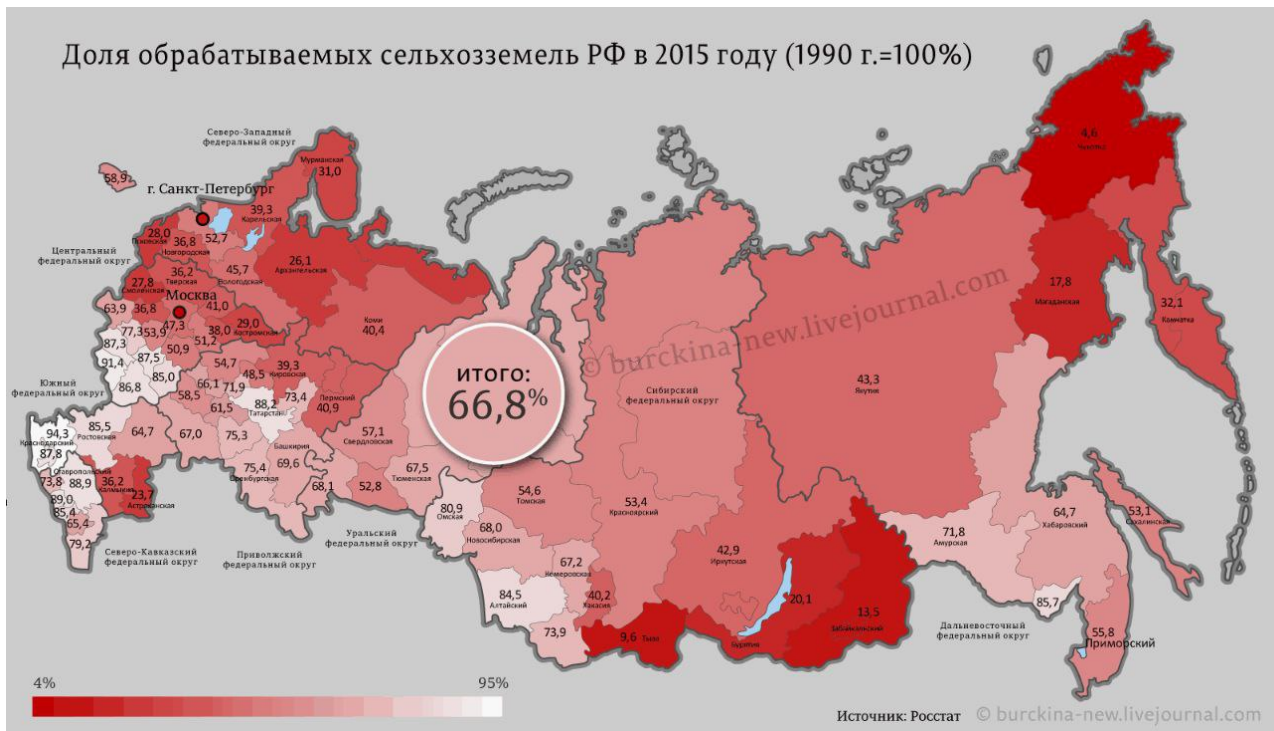 Доля обрабатываемых сельхозземель РФ в 2015 году (1990 г.=100%)
Северо-Западный
федеральный округ
Мурманская
31,0
58,9
г. Санкт-Петербург
39,3
Карельская
28,0
Псковская
36,8
Новгородская
52,7
Центральный
федеральный округ
36,2
Тверская
45,7
Вологодская
26,1
Архангельская
27,8
Смоленская
Москва
63,9
36,8
41,0
47,3
38,0
29,0
Костромская
Коми
40,4
77,3
53,9
51,2
87,3
50,9
91,4
87,5
54,7
48,5
39,3
Кировская
85,0
86,8
66,1
71,9
58,5
88,2
Татарстан
73,4
Пермский
40,9
61,5
Южный
федеральный округ
94,3
Краснодарский
85,5
Ростовская
64,7
67,0
75,3
Башкирия
69,6
57,1
Свердловская
87,8
Ставропольский
73,8
88,9
36,2
Калмыкия
23,7
Астраханская
75,4
Оренбургская
68,1
52,8
67,5
Тюменская
89,0
85,4
65,4
79,2
Северо-Кавказский
федеральный округ
Приволжский
федеральный округ
Уральский
федеральный округ
итого:
66,8%
80,9
Омская
68,0
Новосибирская
54,6
Томская
53,4
Красноярский
Сибирский
федеральный округ
67,2
Кемеровская
84,5
Алтайский
40,2
Хакасия
73,9
9,6 Тыва
42,9
Иркутская
20,1
Бурятия
13,5
Забайкальский
43,3
Якутия
4,6
Чукотка
17,8
Магаданская
32,1
Камчатка
71,8
Амурская
64,7
Хабаровский
53,1
Сахалинская
85,7
55,8
Приморский
Дальневосточный
федеральный округ
© burckina-new.livejournal.com
4%
95%
Источник: Росстат
© burckina-new.livejournal.com